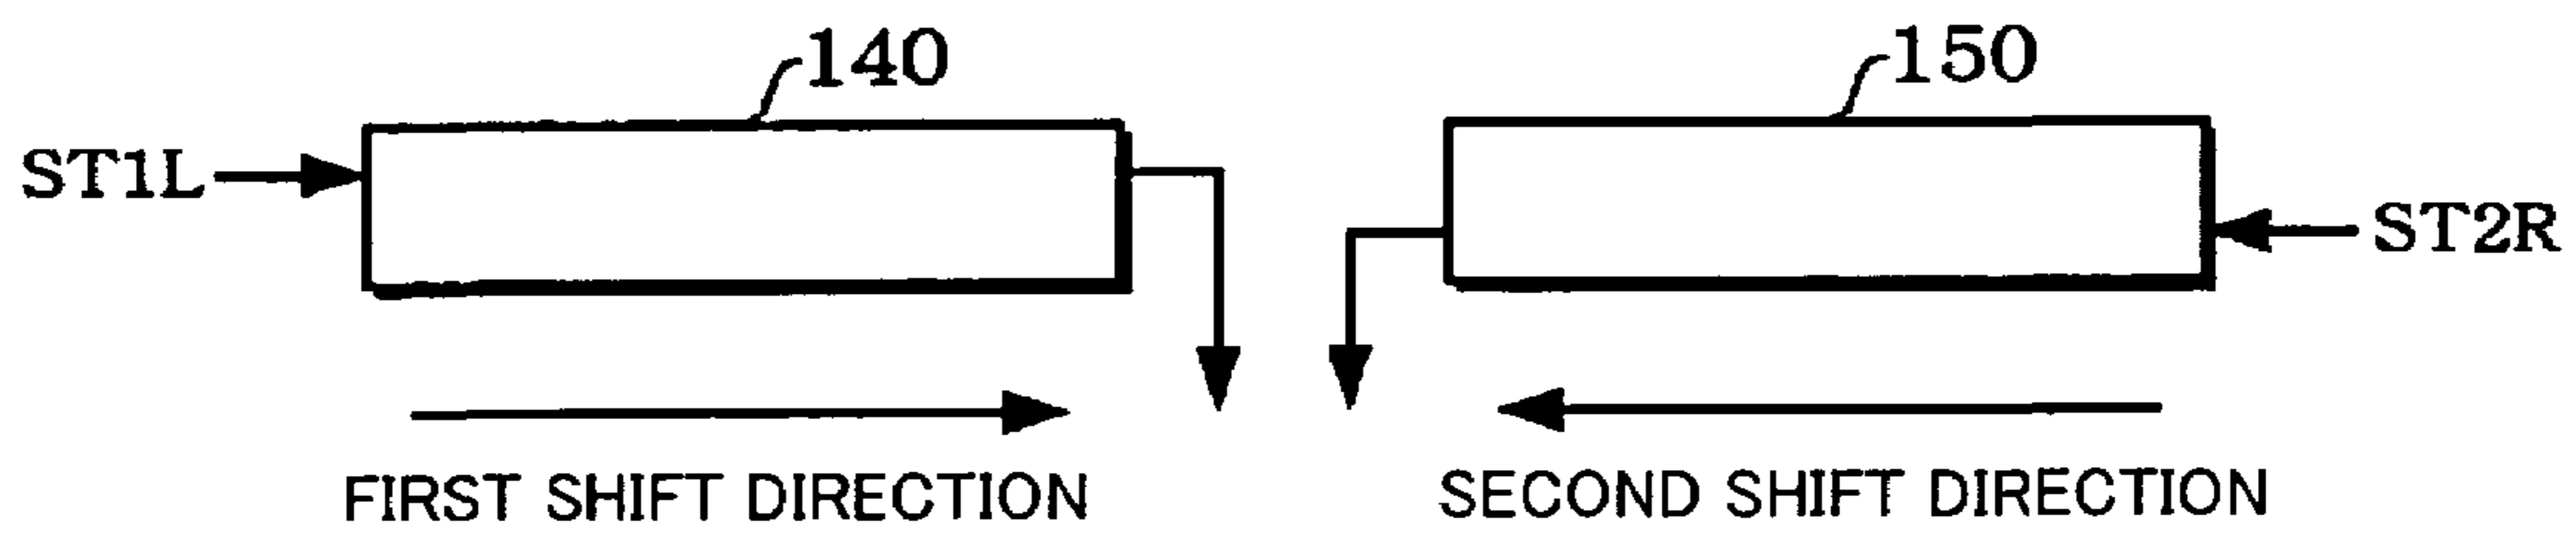 140 150
ST1L ST2R
FIRST SHIFT DIRECTION SECOND SHIFT DIRECTION